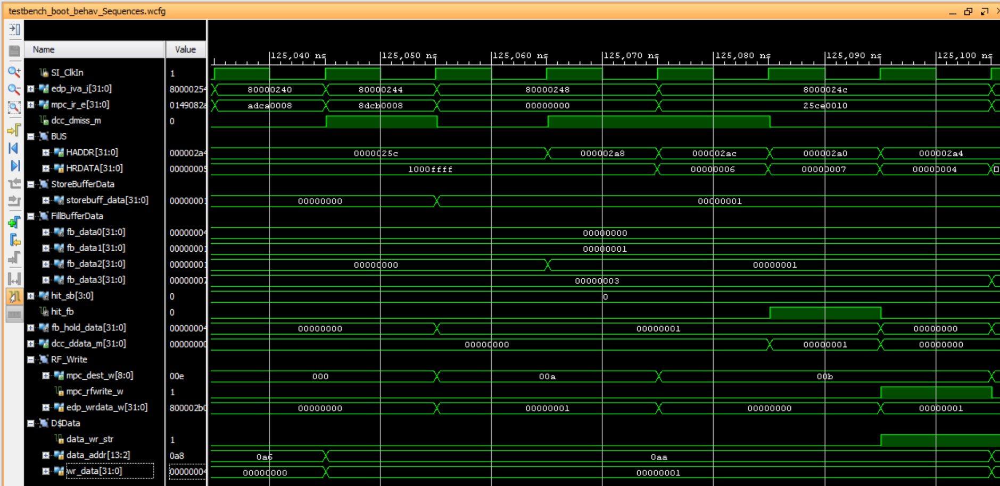 testbench_boot_behav_Sequences.wcfg
Name Value 125,040 ns 125,050 ns 125,060 ns 125,070 ns 125,080 ns 125,090 ns 125,100 ns
SI_ClkIn 1
edp_iva_i[31:0] 80000254 80000240 80000244 80000248 8000024c
mpc_ir_e[31:0] 0149082a adca0008 8dcb0008 00000000 25ce0010
dcc_dmiss_m 0
BUS
HADDR[31:0] 000002a4 0000025c 000002a8 000002ac 000002a0 000002a4
HRDATA[31:0] 00000005 1000ffff 00000006 00000007 00000004
StoreBufferData
storebuff_data[31:0] 00000001 00000000 00000001
FillBufferData
fb_data0[31:0] 00000004 00000000
fb_data1[31:0] 00000001 00000001
fb_data2[31:0] 00000001 00000000 00000001
fb_data3[31:0] 00000007 00000003
hit_sb[3:0] 0 0
hit_fb 0
fb_hold_data[31:0] 00000004 00000000 00000001 00000000
dcc_ddata_m[31:0] 00000000 00000000 00000001 00000000
RF_Write
mpc_dest_w[8:0] 00e 000 00a 00b
mpc_rfwrite_w 1
edp_wrdata_w[31:0] 800002b0 00000000 00000001 00000000 00000001
D$Data
data_wr_str 1
data_addr[13:2] 0a8 0a6 0aa
wr_data[31:0] 00000004 00000000 00000001